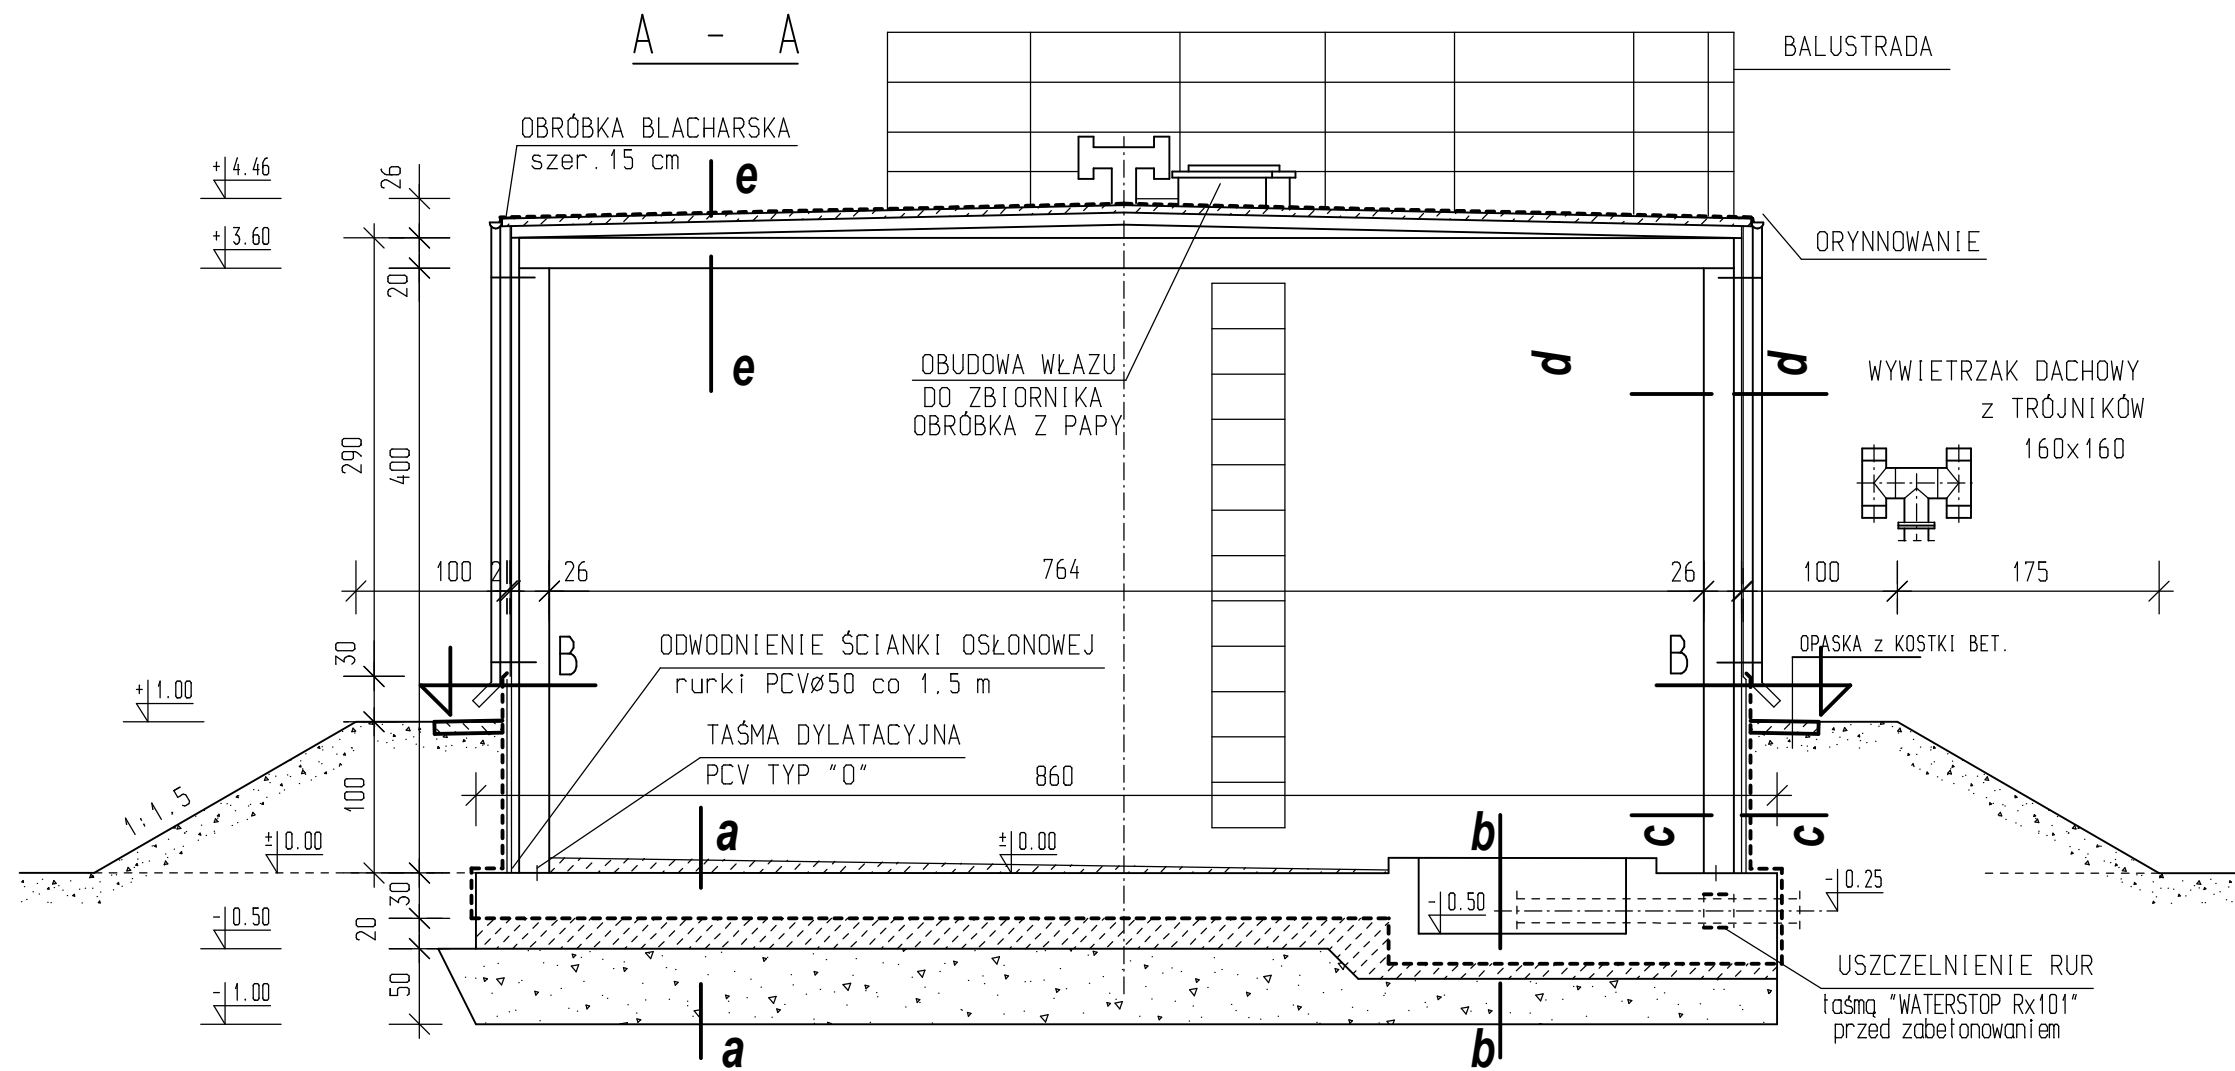 A - A
BALUSTRADA
OBRÓBKA BLACHARSKA
szer.15 cm
e
+4.46
26
+3.60
20
ORYNNOWANIE
e
OBUDOWA WŁAZU
DO ZBIORNIKA
OBRÓBKA Z PAPY
d
d
WYWIETRZAK DACHOWY
z TRÓJNIKÓW
160x160
290
400
100
2
26
764
26
100
175
30
B
ODWODNIENIE ŚCIANKI OSŁONOWEJ
rurki PCVø50 co 1.5 m
B
OPASKA z KOSTKI BET.
+1.00
TAŚMA DYLATACYJNA
PCV TYP "O"
860
100
1:1.5
±0.00
a
±0.00
b
c
c
30
-0.50
20
-0.50
-0.25
50
-1.00
USZCZELNIENIE RUR
taśmą "WATERSTOP Rx101"
przed zabetonowaniem
a
b